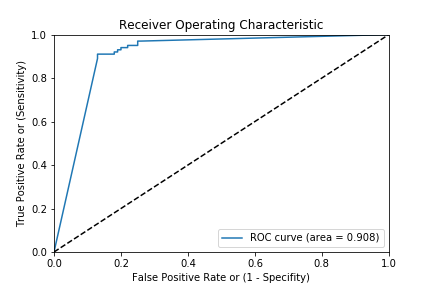 Receiver Operating Characteristic
True Positive Rate or (Sensitivity)
1.0
0.8
0.6
0.4
0.2
0.0
ROC curve (area = 0.908)
0.0 0.2 0.4 0.6 0.8 1.0
False Positive Rate or (1 - Specifity)